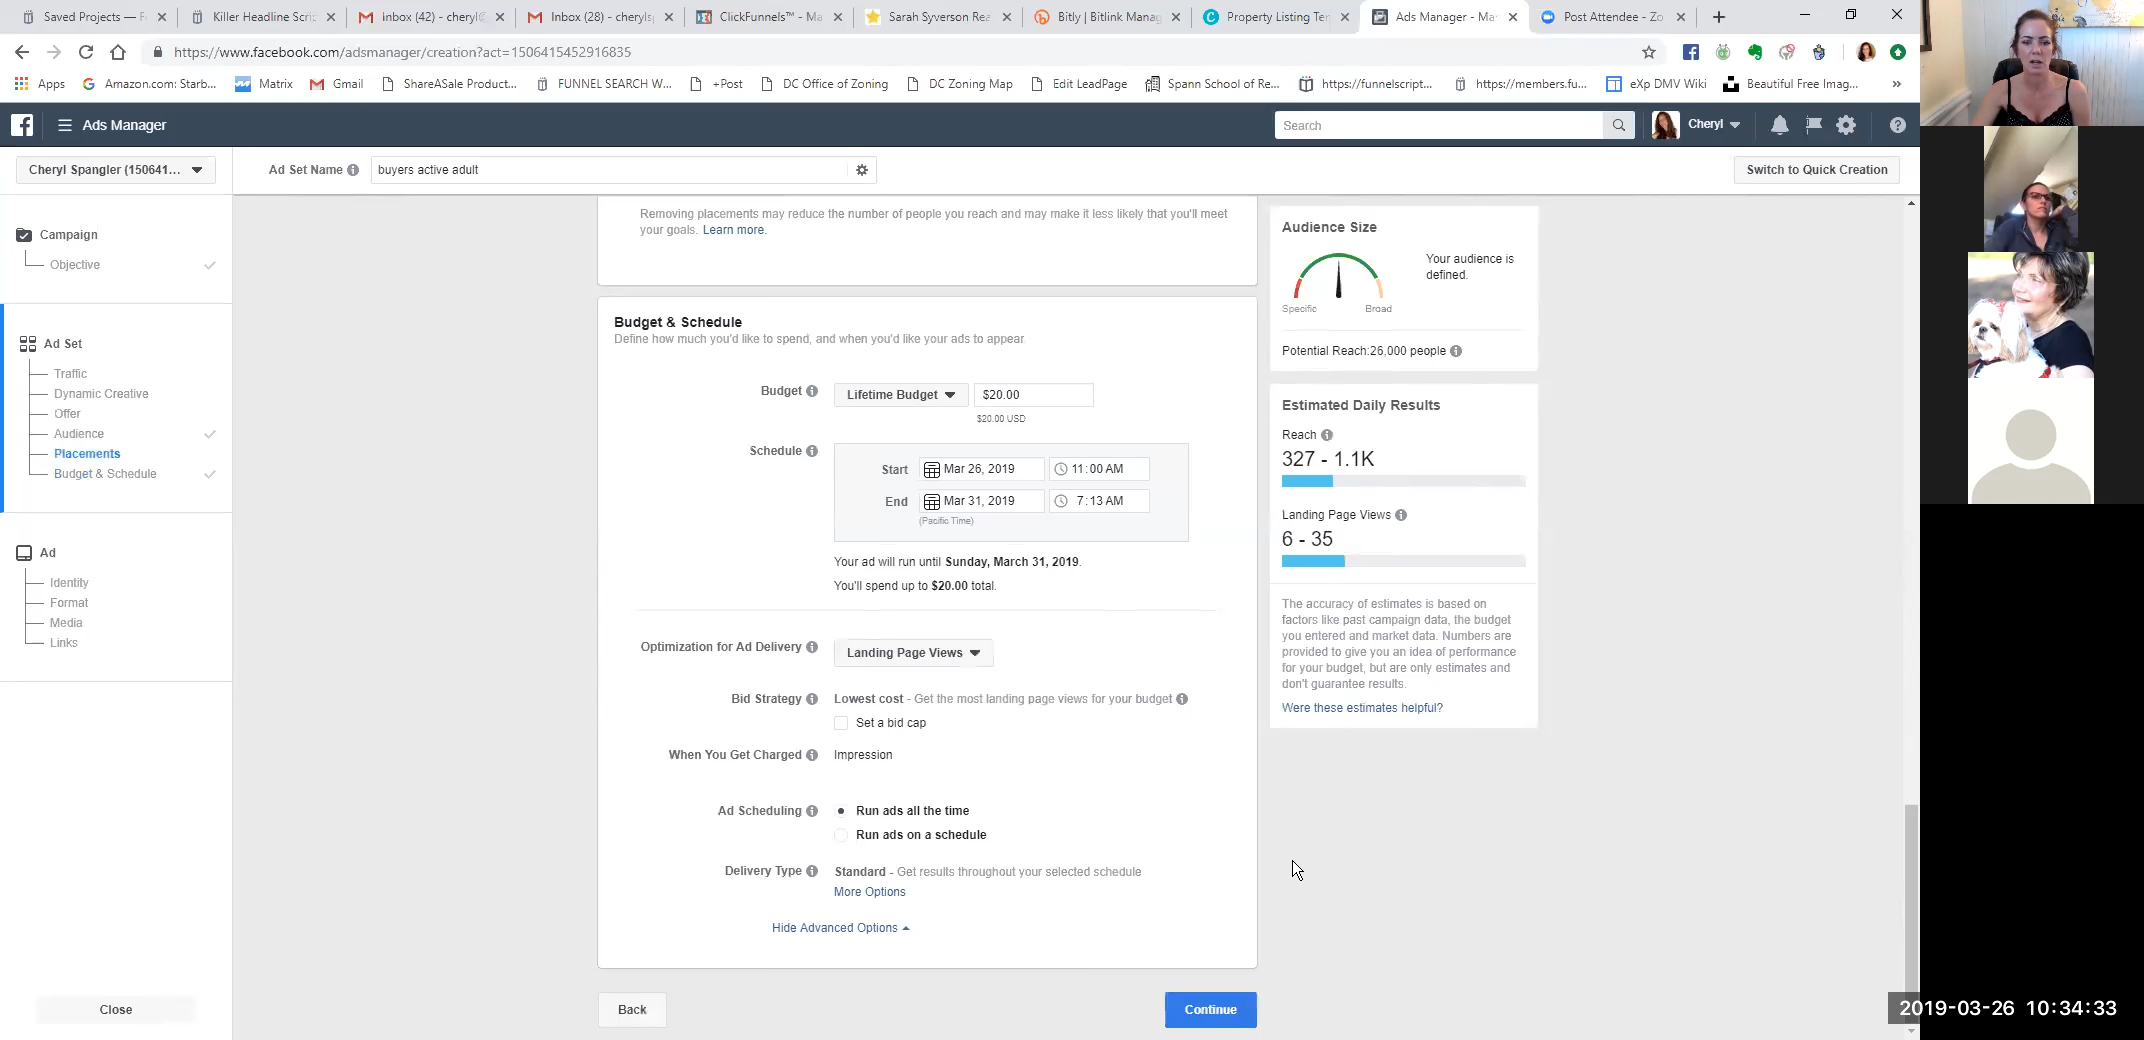 Saved Projects — F
Killer Headline Scri
Inbox (42) - cheryl@
Inbox (28) - cheryls
ClickFunnels™ - Ma
Sarah Syverson Rea
Bitly | Bitlink Manag
Property Listing Ter
Ads Manager - Ma
Post Attendee - Zo
https://www.facebook.com/adsmanager/creation?act=1506415452916835
Apps
Amazon.com: Starb...
Matrix
Gmail
ShareASale Product...
FUNNEL SEARCH W...
+Post
DC Office of Zoning
DC Zoning Map
Edit LeadPage
Spann School of Re...
https://funnelscript...
https://members.fu...
eXp DMV Wiki
Beautiful Free Imag...
»
Ads Manager
Search
Cheryl
Cheryl Spangler (150641...
Ad Set Name
buyers active adult
Switch to Quick Creation
Campaign
Objective
Ad Set
Traffic
Dynamic Creative
Offer
Audience
Placements
Budget & Schedule
Ad
Identity
Format
Media
Links
Close
Removing placements may reduce the number of people you reach and may make it less likely that you'll meet
your goals. Learn more.
Budget & Schedule
Define how much you'd like to spend, and when you'd like your ads to appear.
Budget
Lifetime Budget
$20.00
$20.00 USD
Schedule
Start
Mar 26, 2019
11:00 AM
End
Mar 31, 2019
7:13 AM
(Pacific Time)
Your ad will run until Sunday, March 31, 2019.
You'll spend up to $20.00 total.
Optimization for Ad Delivery
Landing Page Views
Bid Strategy
Lowest cost - Get the most landing page views for your budget
Set a bid cap
When You Get Charged
Impression
Ad Scheduling
Run ads all the time
Run ads on a schedule
Delivery Type
Standard - Get results throughout your selected schedule
More Options
Hide Advanced Options
Back
Continue
Audience Size
Your audience is
defined.
Specific
Broad
Potential Reach:26,000 people
Estimated Daily Results
Reach
327 - 1.1K
Landing Page Views
6 - 35
The accuracy of estimates is based on
factors like past campaign data, the budget
you entered and market data. Numbers are
provided to give you an idea of performance
for your budget, but are only estimates and
don't guarantee results.
Were these estimates helpful?
2019-03-26 10:34:33